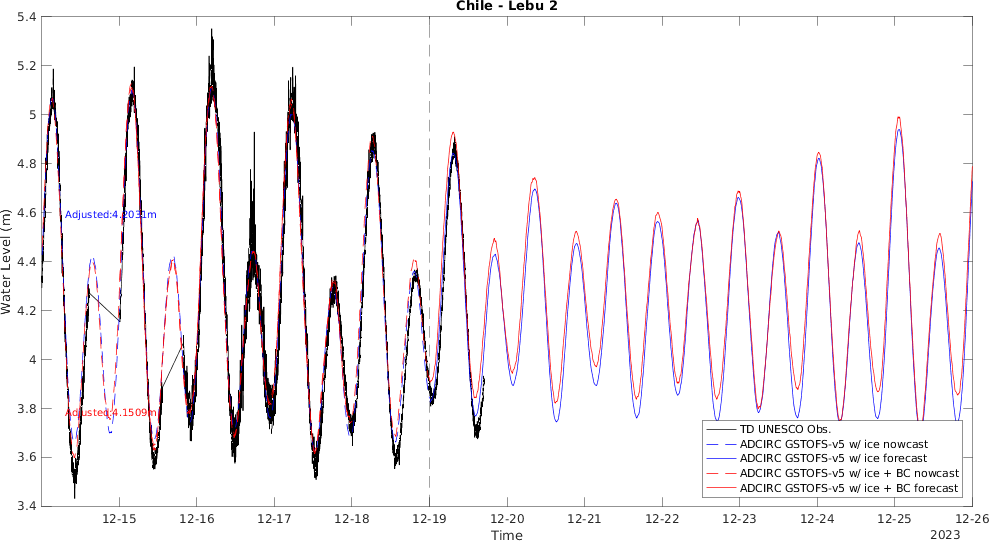 Chile - Lebu 2
5.4
5.2
5
4.8
4.6
4.4
4.2
4
3.8
3.6
3.4
Water Level (m)
Adjusted:4.2031m
Adjusted:4.1509m
TD UNESCO Obs.
ADCIRC GSTOFS-v5 w/ ice nowcast
ADCIRC GSTOFS-v5 w/ ice forecast
ADCIRC GSTOFS-v5 w/ ice + BC nowcast
ADCIRC GSTOFS-v5 w/ ice + BC forecast
12-15 12-16 12-17 12-18 12-19 12-20 12-21 12-22 12-23 12-24 12-25 12-26
Time
2023